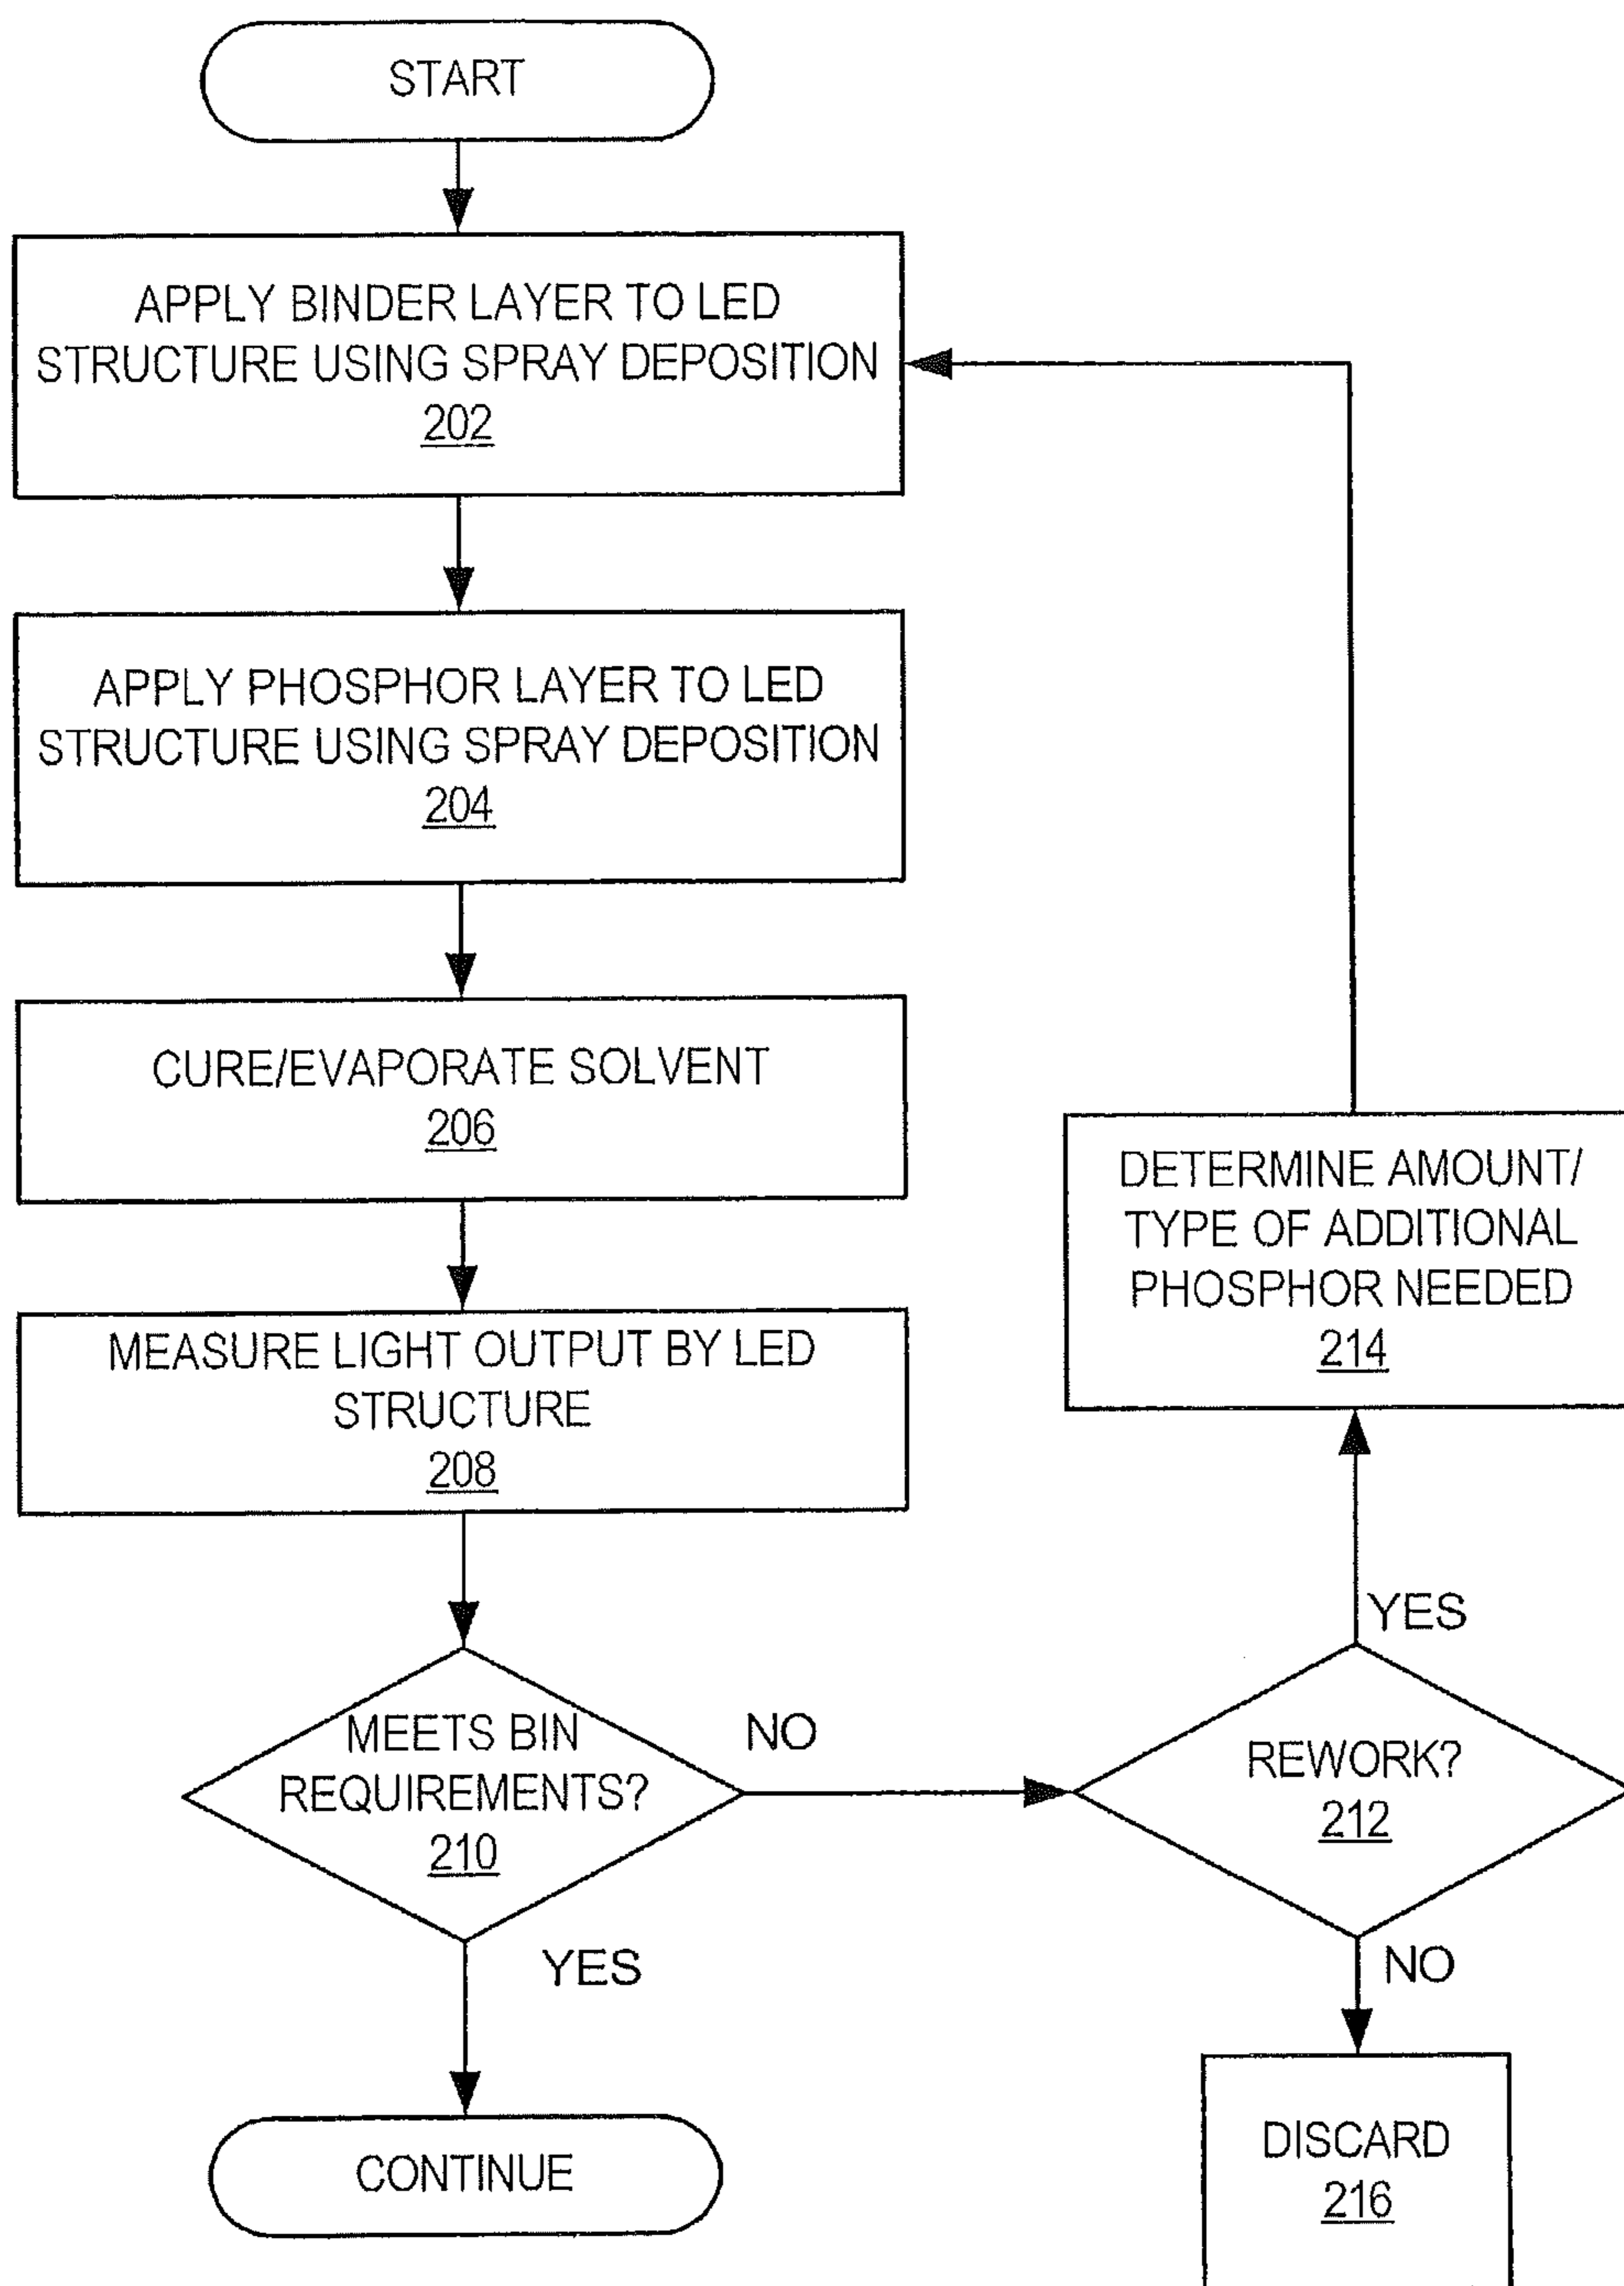 START
APPLY BINDER LAYER TO LED
STRUCTURE USING SPRAY DEPOSITION
202
APPLY PHOSPHOR LAYER TO LED
STRUCTURE USING SPRAY DEPOSITION
204
CURE/EVAPORATE SOLVENT
206
MEASURE LIGHT OUTPUT BY LED
STRUCTURE
208
MEETS BIN
REQUIREMENTS?
210
NO
YES
CONTINUE
DETERMINE AMOUNT/
TYPE OF ADDITIONAL
PHOSPHOR NEEDED
214
YES
REWORK?
212
NO
DISCARD
216